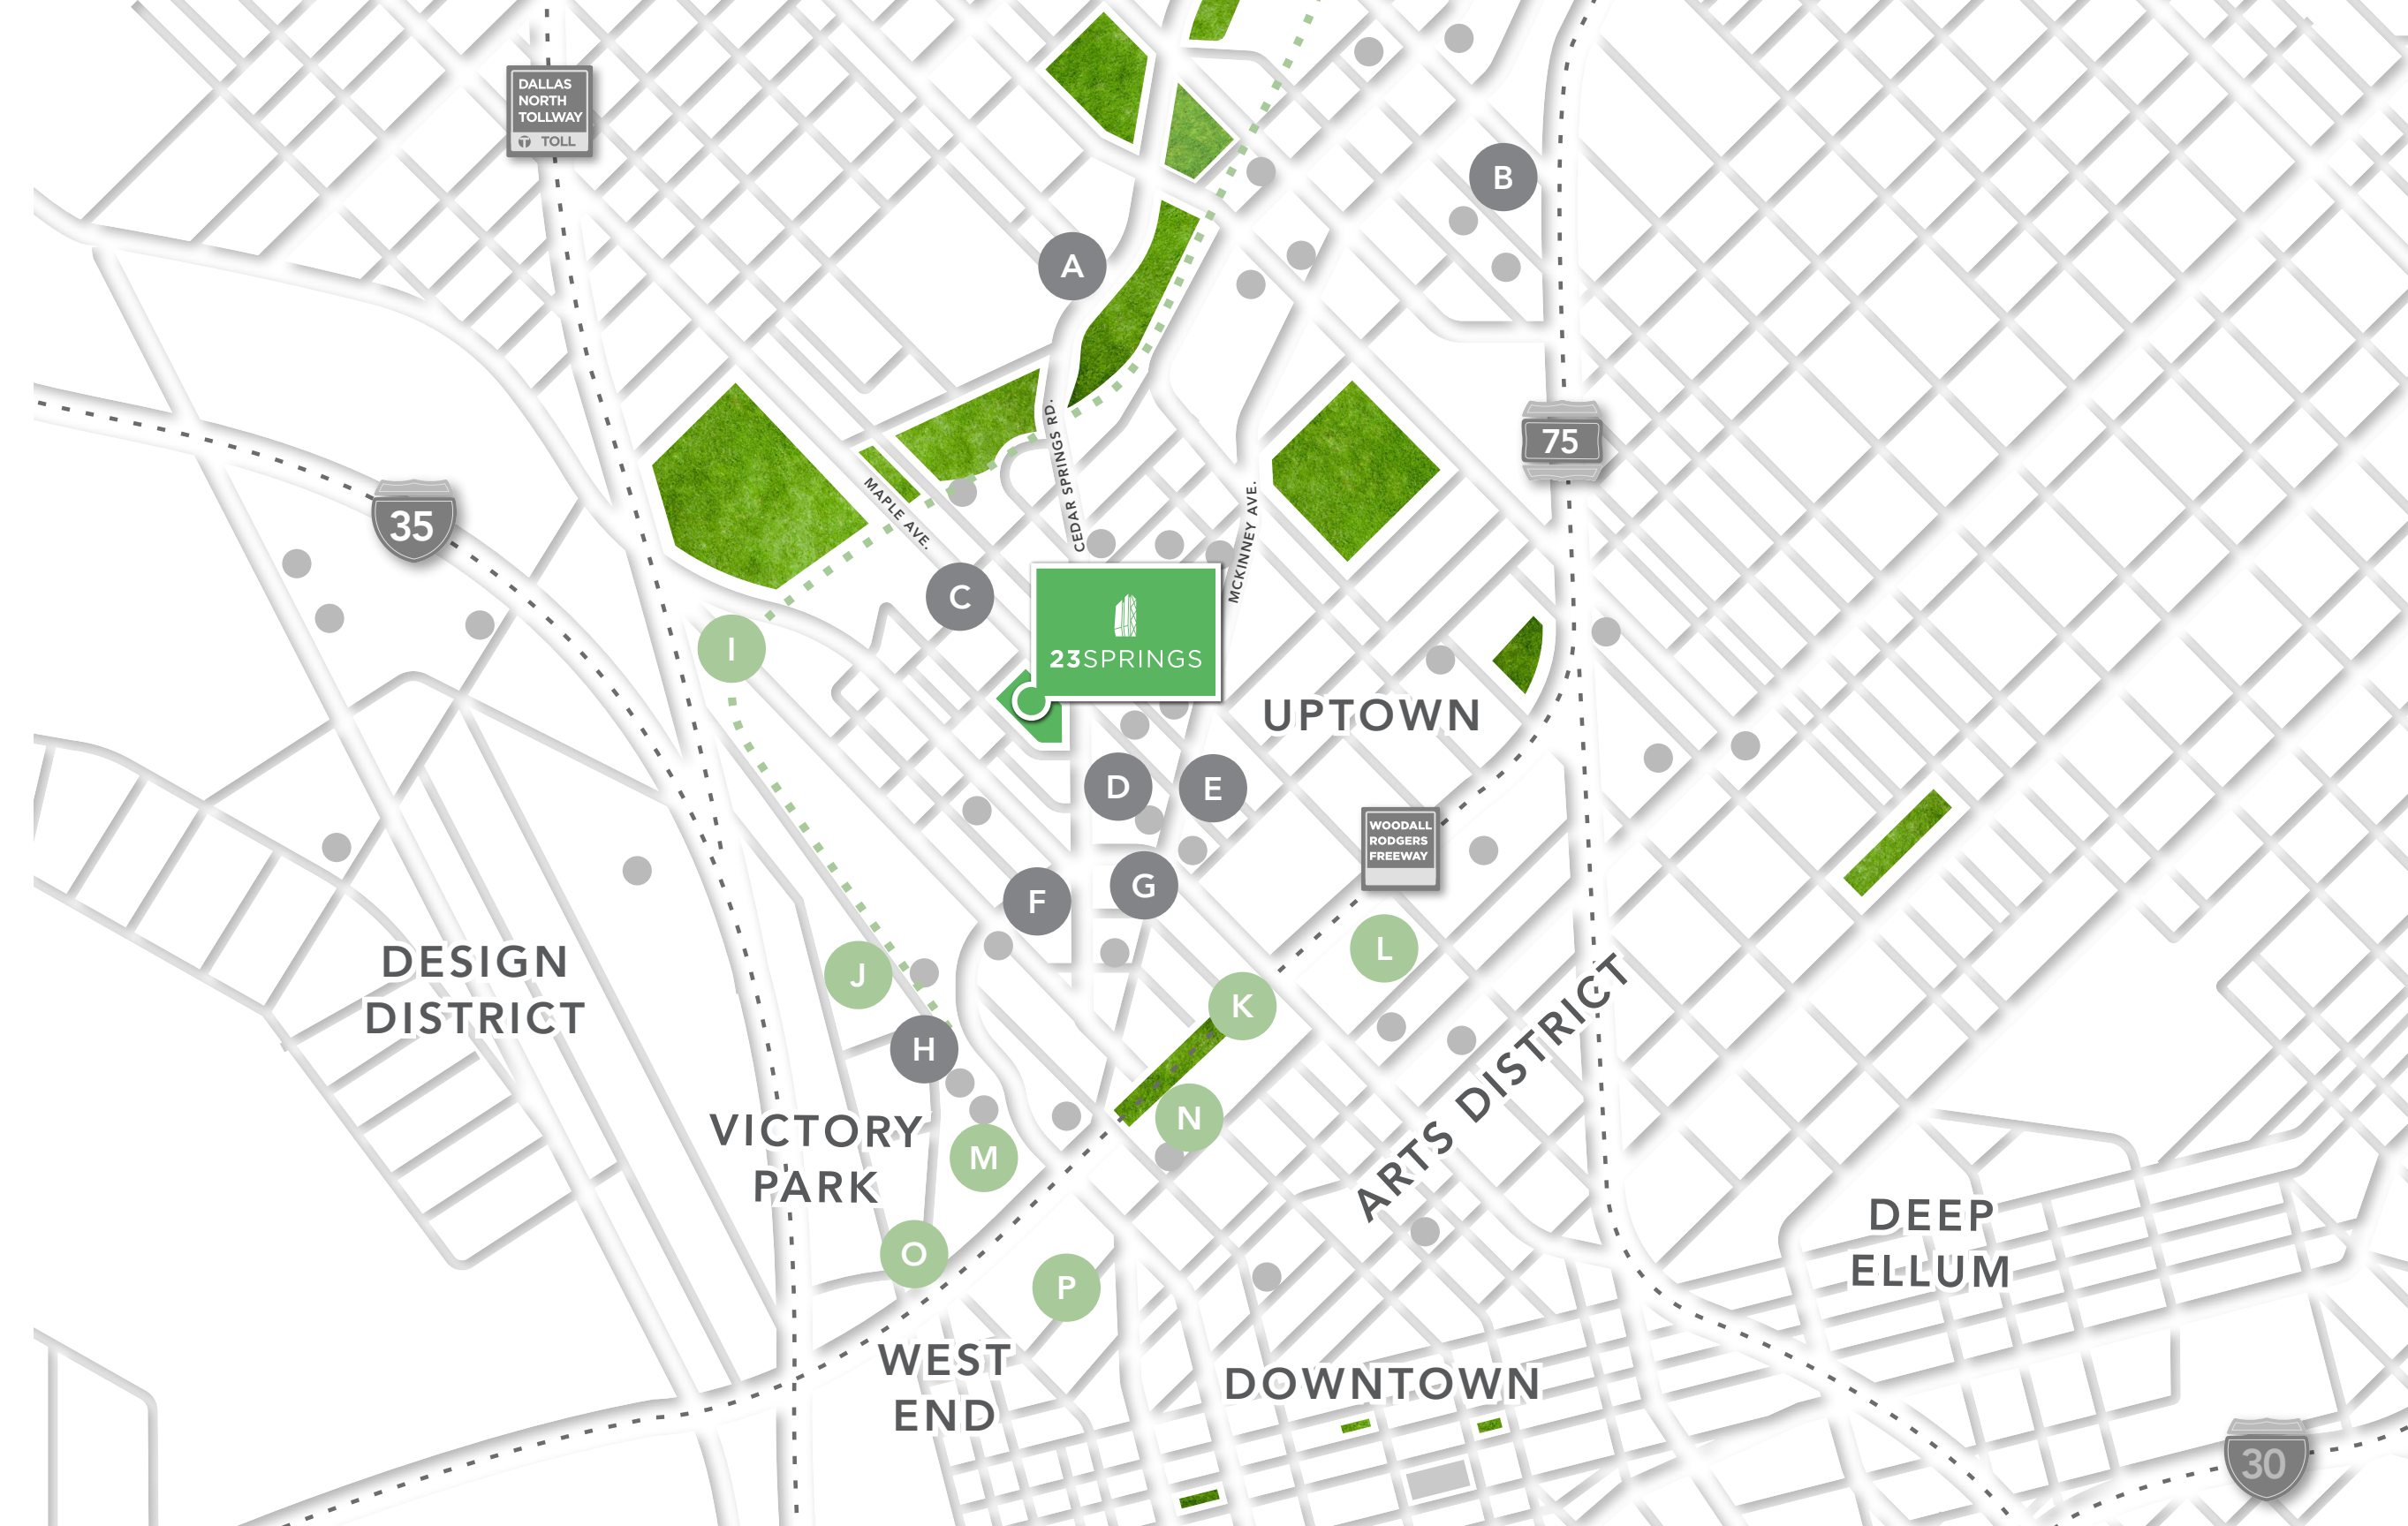 DALLAS
NORTH
TOLLWAY
TOLL
B
A
MAPLE AVE.
CEDAR SPRINGS RD.
MCKINNEY AVE.
75
35
C
I
23SPRINGS
UPTOWN
D
E
WOODALL
RODGERS
FREEWAY
F
G
L
J
K
H
N
M
O
P
DESIGN
DISTRICT
VICTORY
PARK
ARTS DISTRICT
DEEP
ELLUM
WEST
END
DOWNTOWN
30